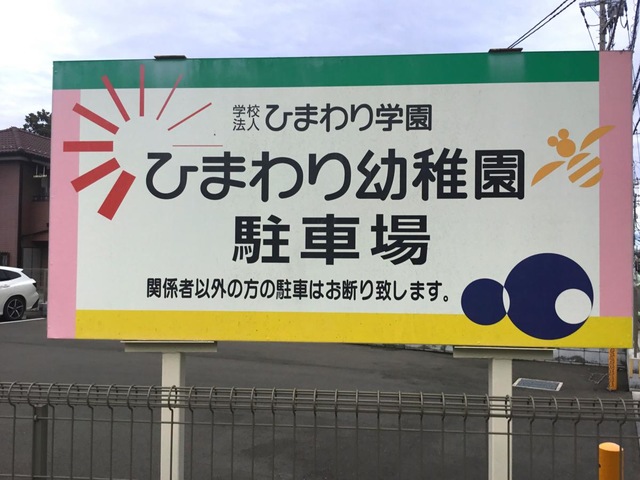 学校法人 ひまわり学園
ひまわり幼稚園
駐車場
関係者以外の方の駐車はお断り致します。